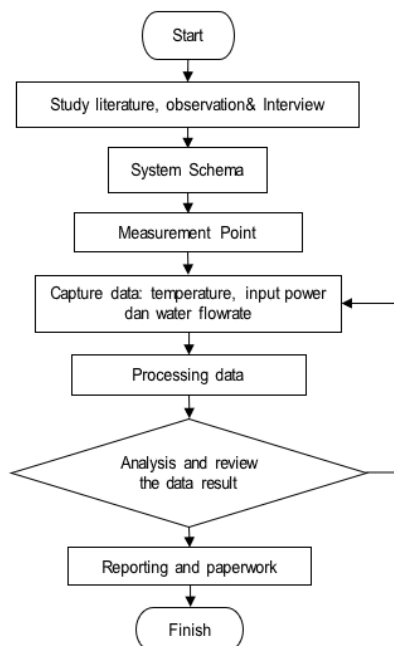 Start
Study literature, observation& Interview
System Schema
Measurement Point
Capture data: temperature, input power
dan water flowrate
Processing data
Analysis and review
the data result
Reporting and paperwork
Finish